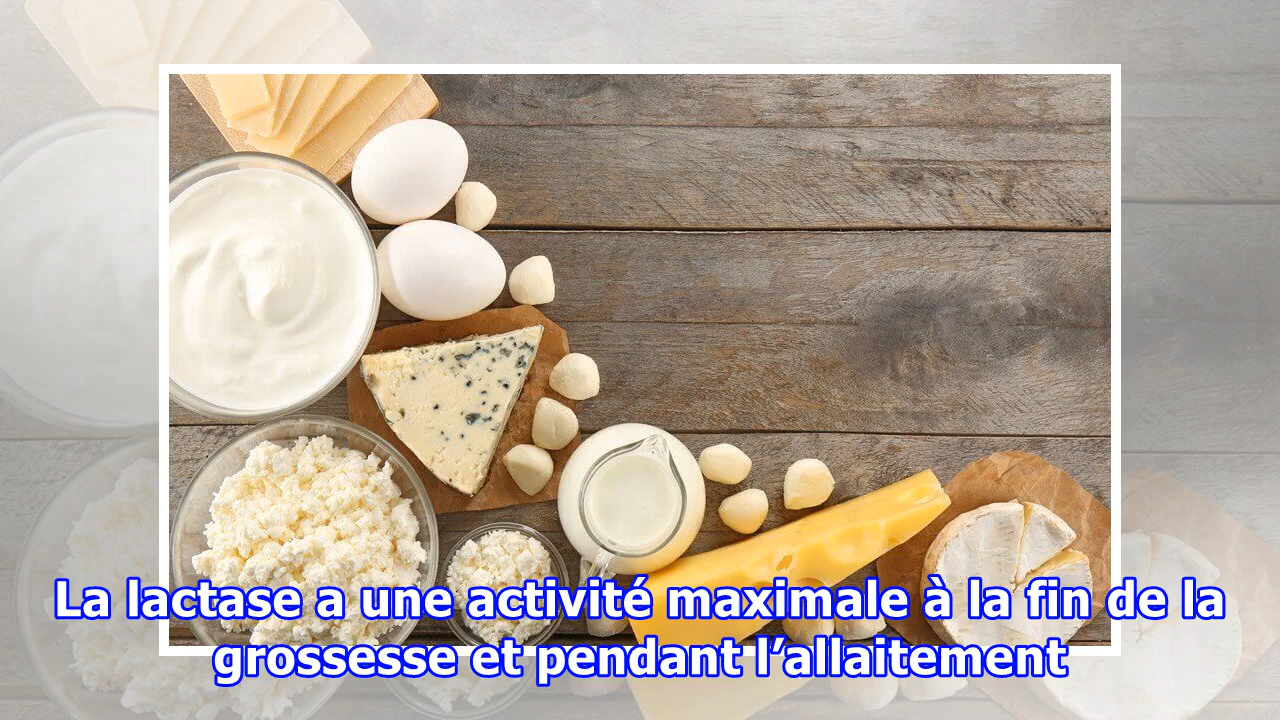 La lactase a une activité maximale à la fin de la
grossesse et pendant l’allaitement